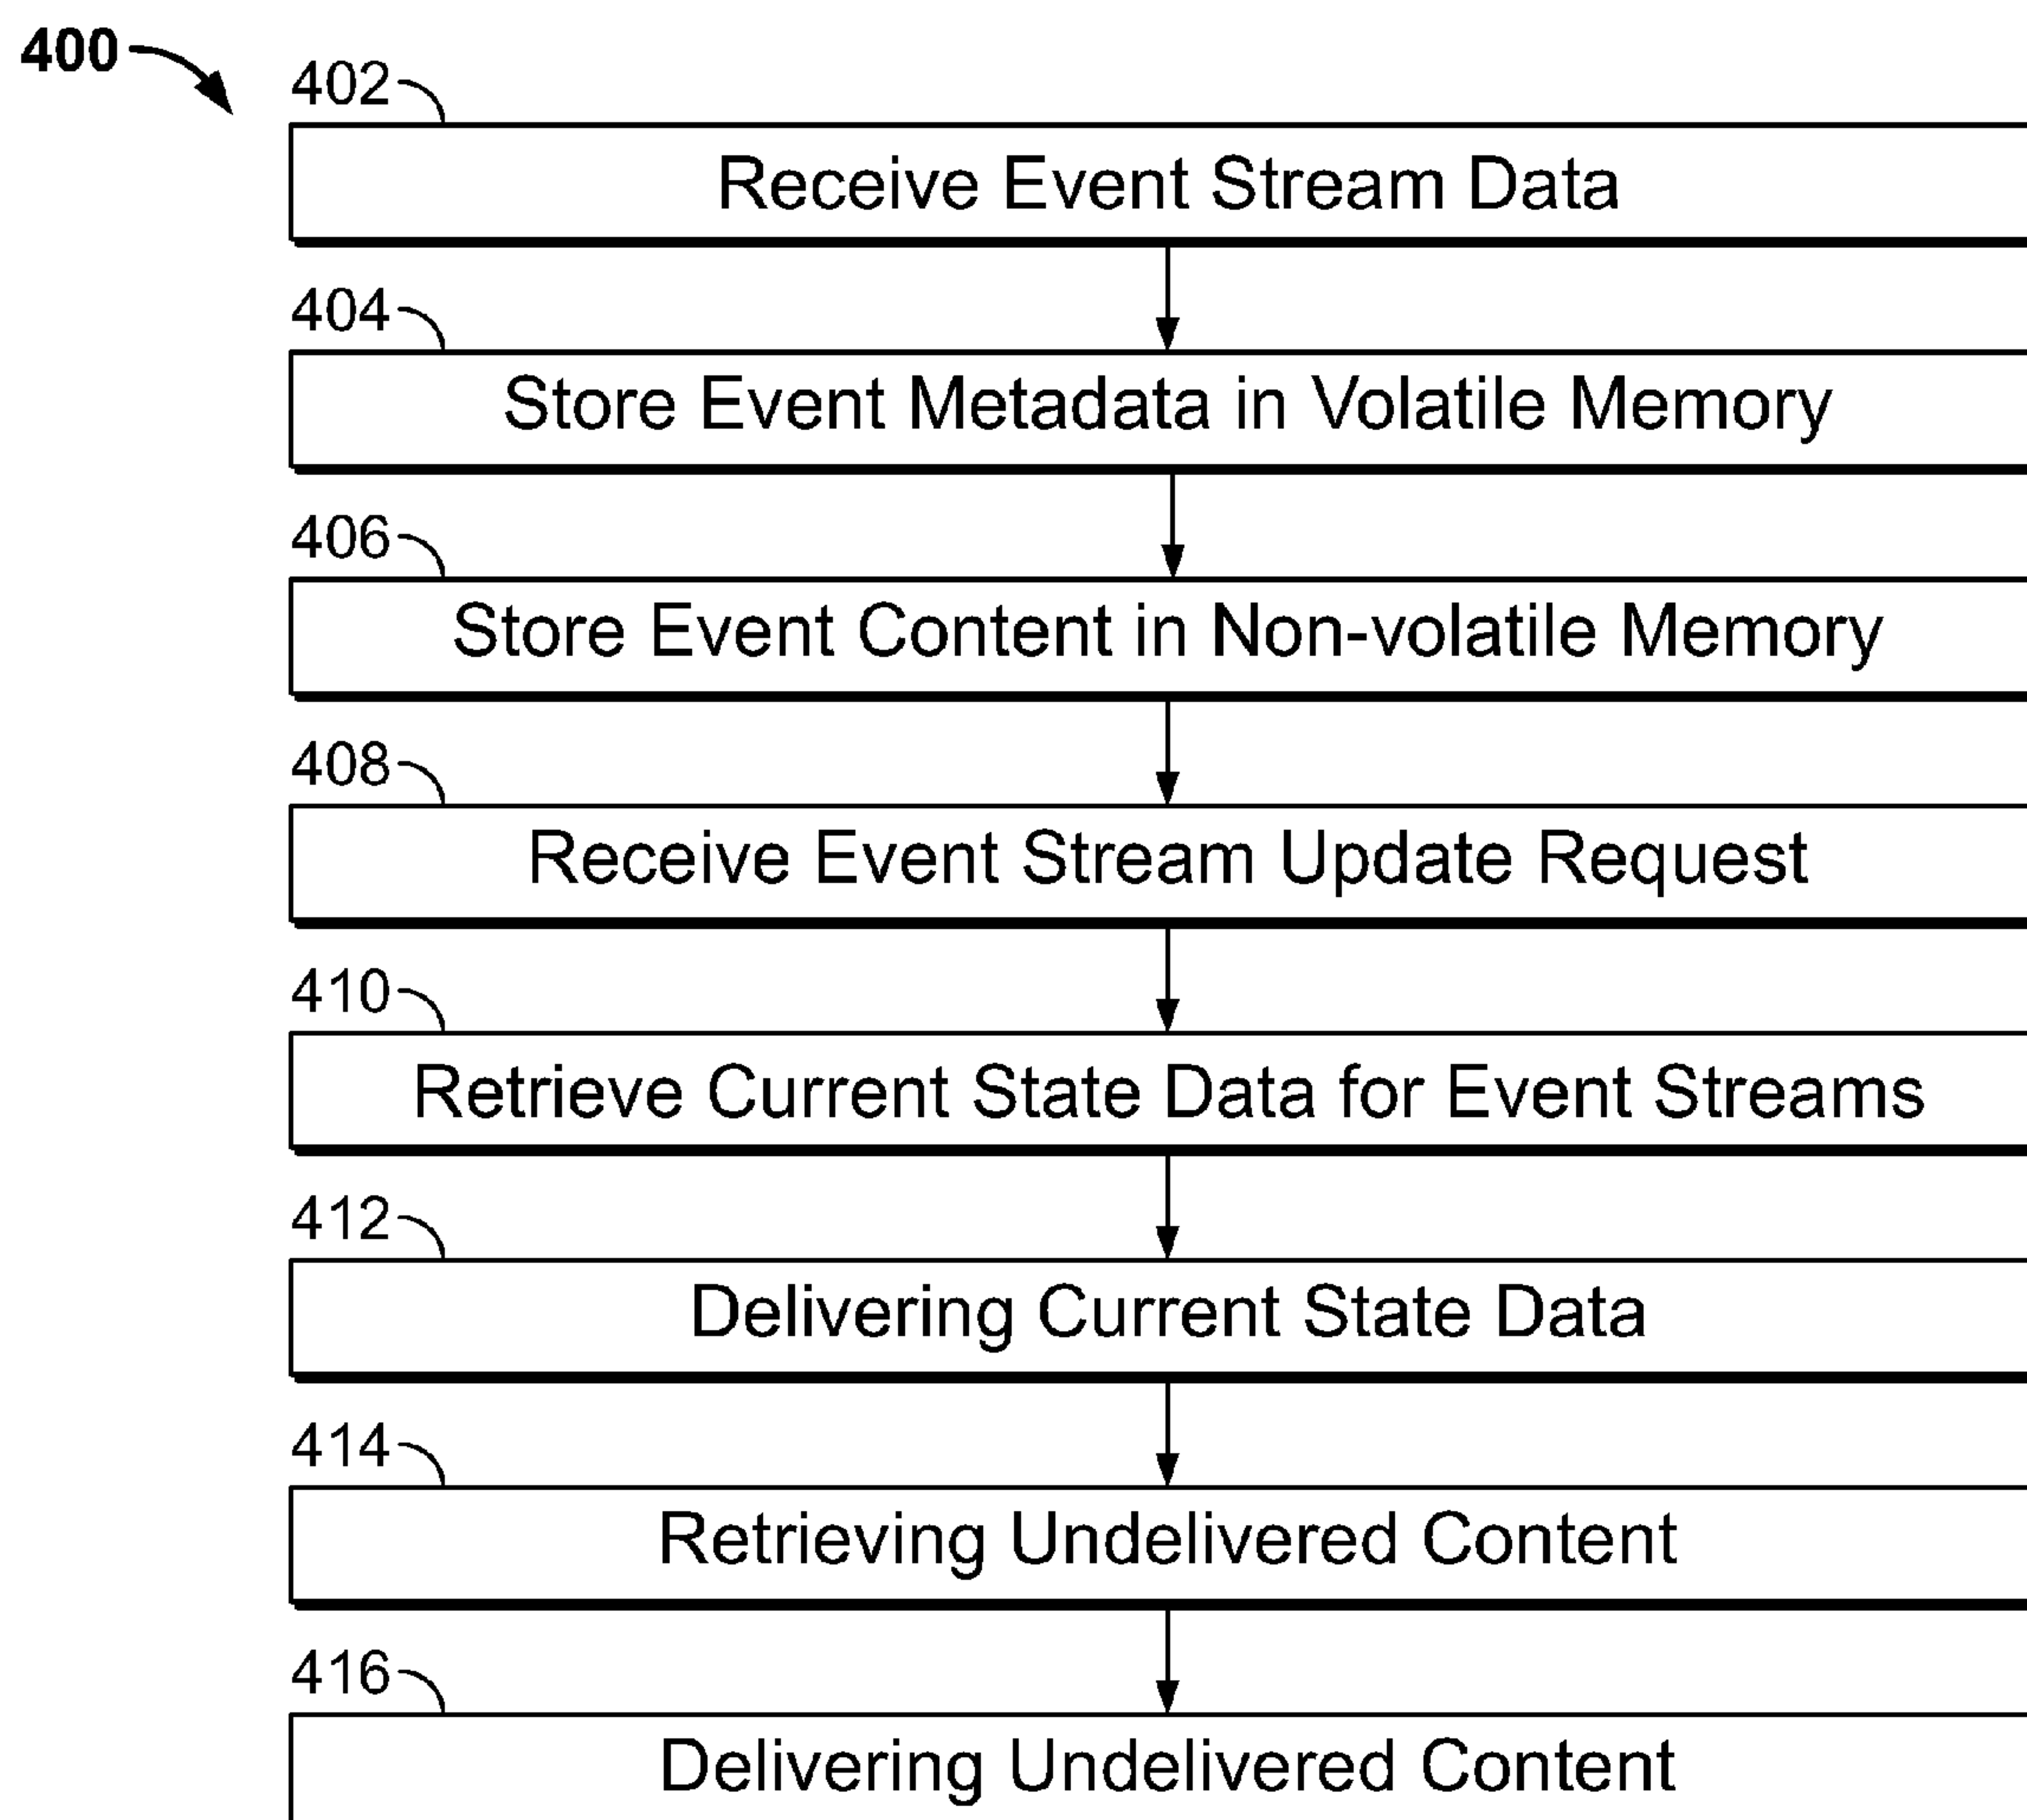 400
402
Receive Event Stream Data
404
Store Event Metadata in Volatile Memory
406
Store Event Content in Non-volatile Memory
408
Receive Event Stream Update Request
410
Retrieve Current State Data for Event Streams
412
Delivering Current State Data
414
Retrieving Undelivered Content
416
Delivering Undelivered Content